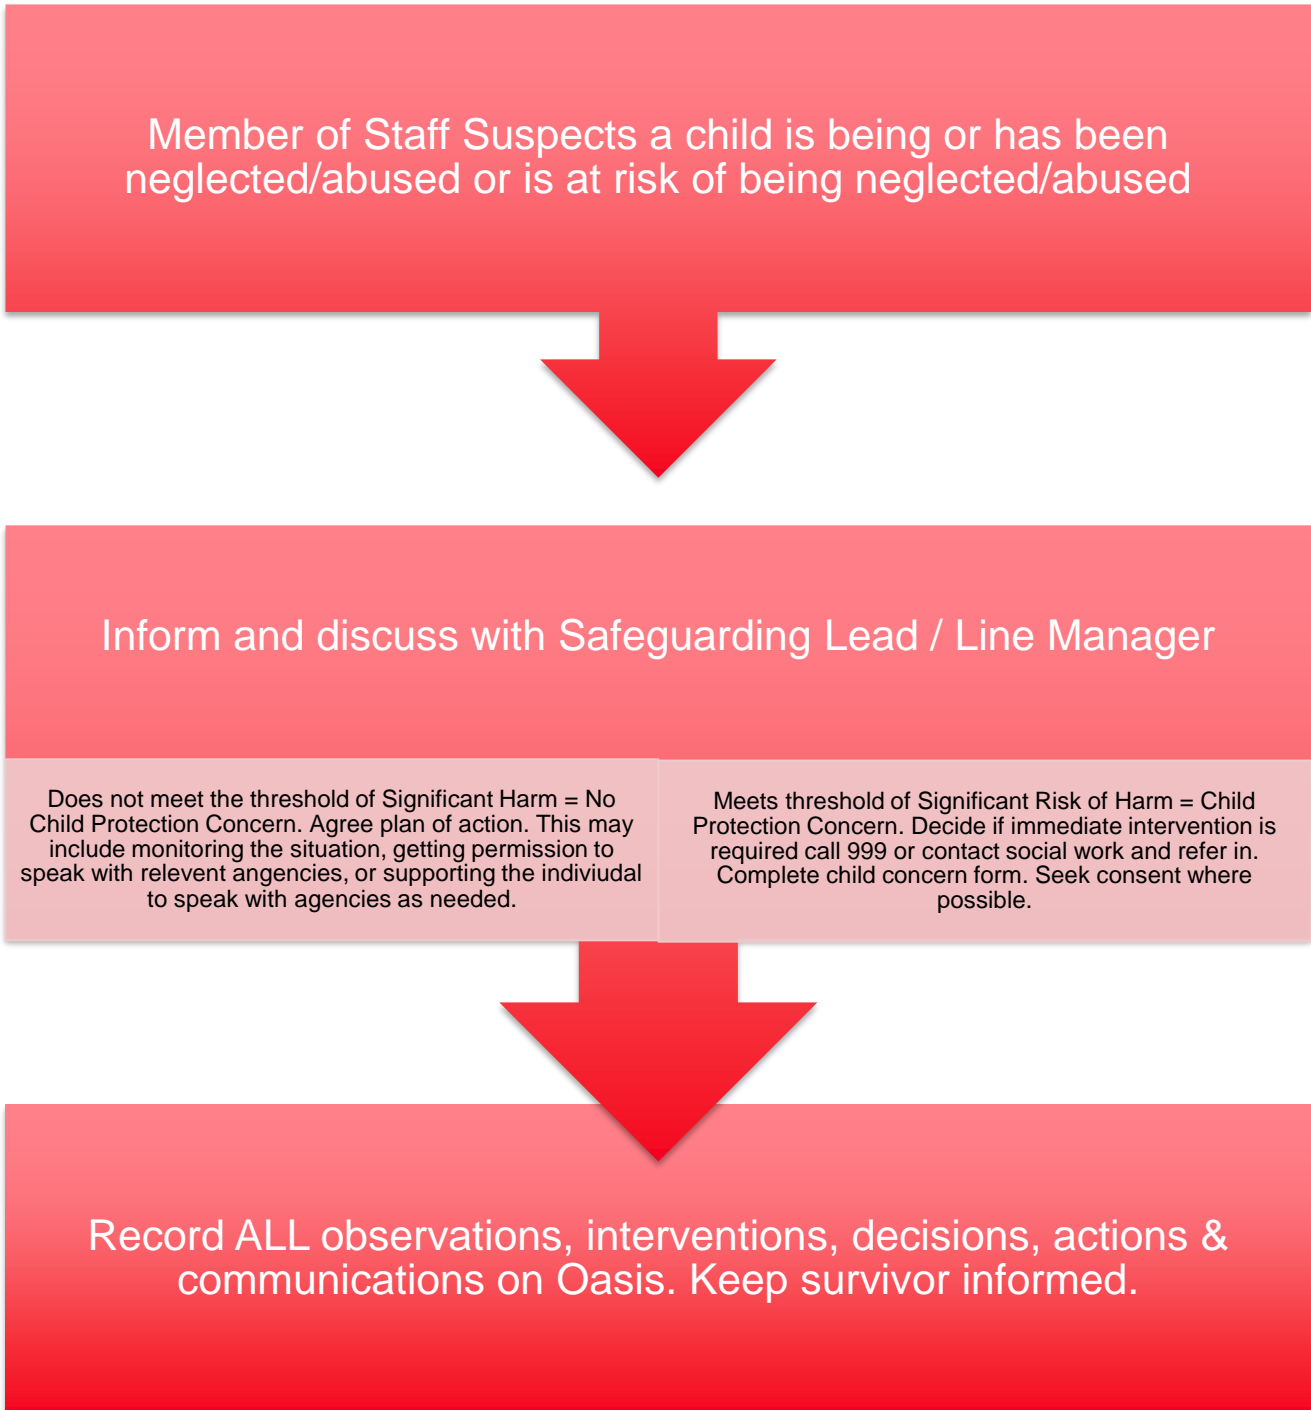 Member of Staff Suspects a child is being or has been
neglected/abused or is at risk of being neglected/abused
Inform and discuss with Safeguarding Lead / Line Manager
Does not meet the threshold of Significant Harm = No
Child Protection Concern. Agree plan of action. This may
include monitoring the situation, getting permission to
speak with relevent angencies, or supporting the indiviudal
to speak with agencies as needed.
Meets threshold of Significant Risk of Harm = Child
Protection Concern. Decide if immediate intervention is
required call 999 or contact social work and refer in.
Complete child concern form. Seek consent where
possible.
Record ALL observations, interventions, decisions, actions &
communications on Oasis. Keep survivor informed.